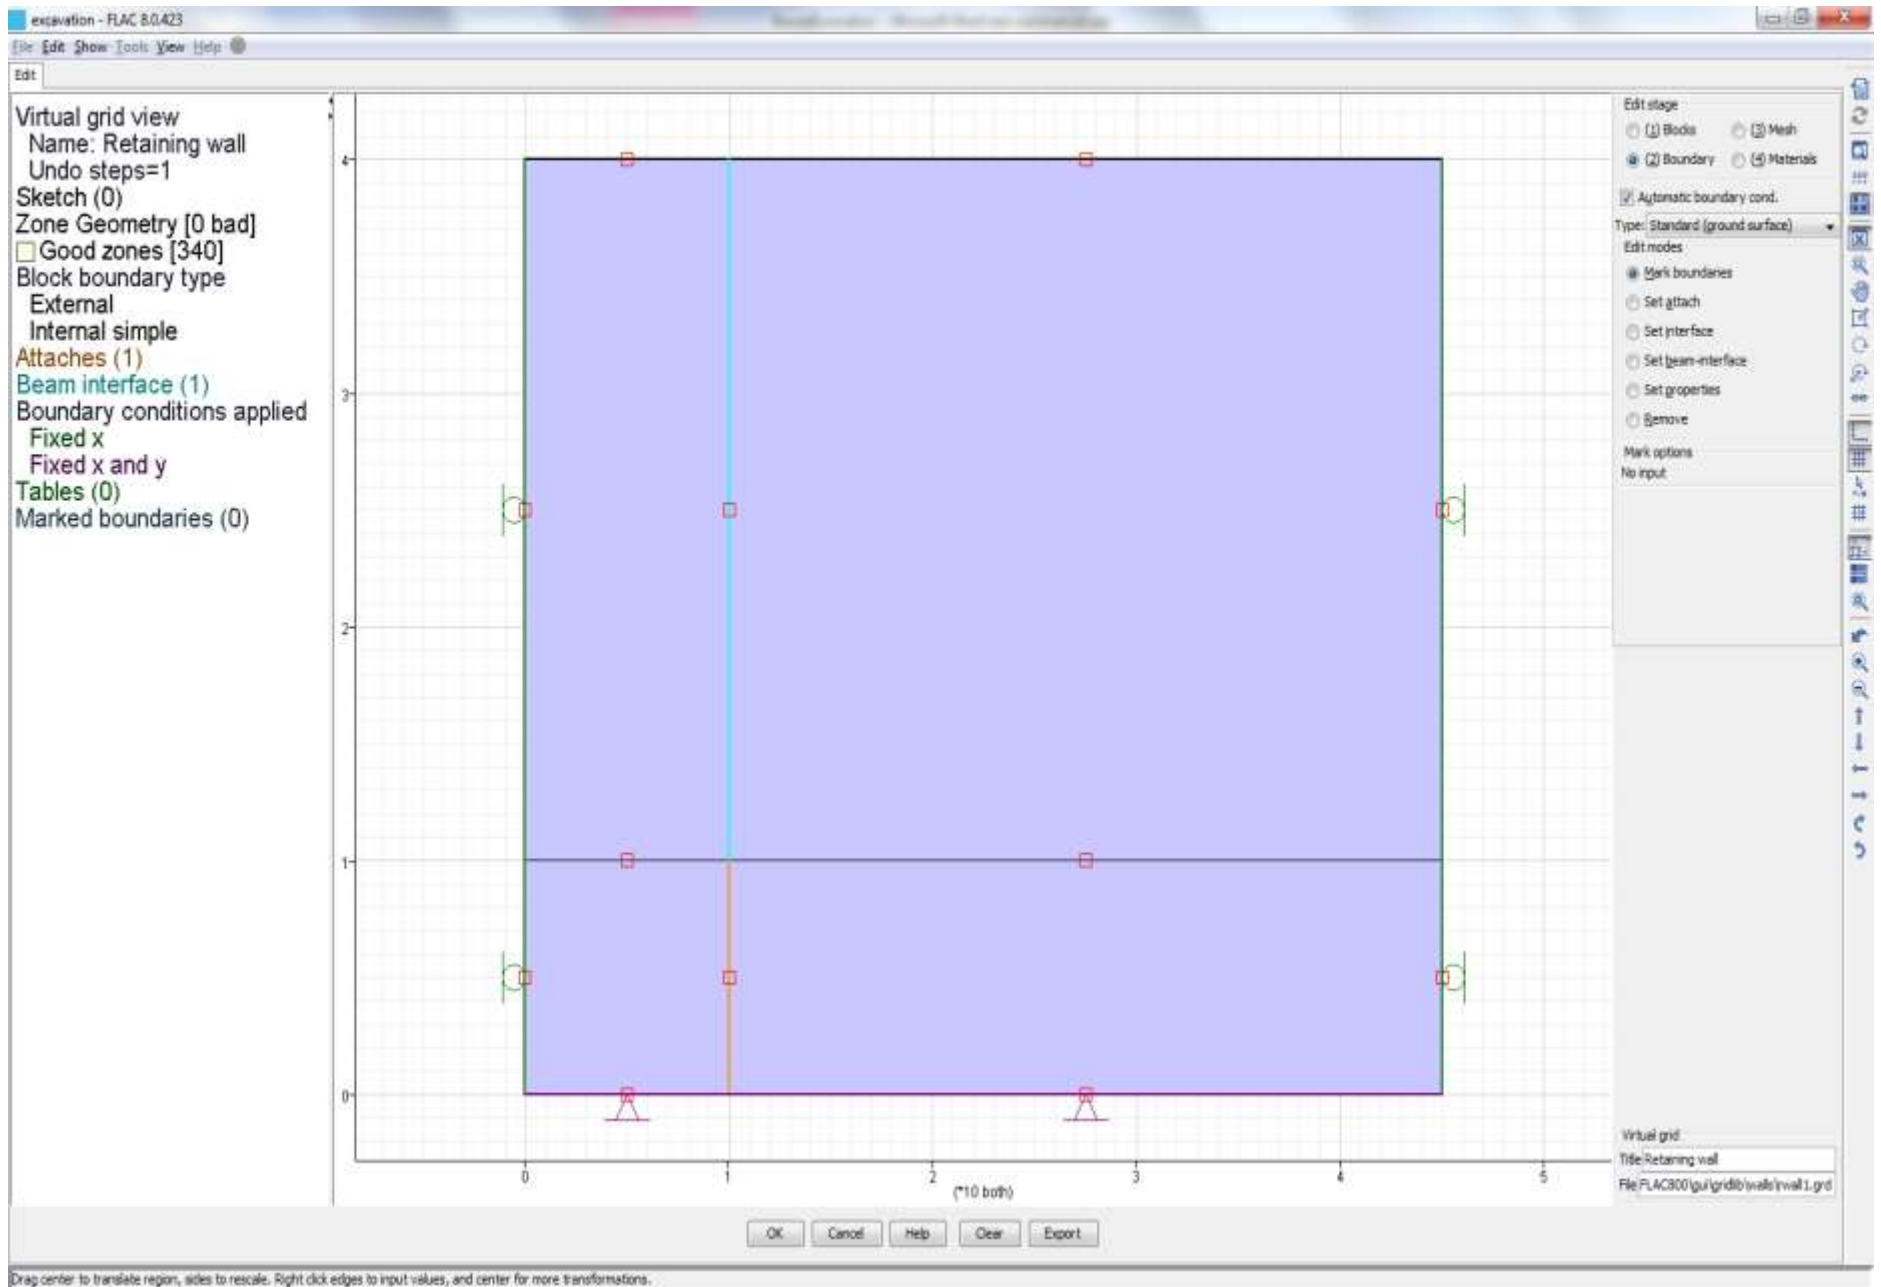 excavation - FLAC 8.0.423
File Edit Show Tools View Help
Edit
Virtual grid view
Name: Retaining wall
Undo steps=1
Sketch (0)
Zone Geometry [0 bad]
Good zones [340]
Block boundary type
External
Internal simple
Attaches (1)
Beam interface (1)
Boundary conditions applied
Fixed x
Fixed x and y
Tables (0)
Marked boundaries (0)
4
3
2
1
0
0 1 2 3 4 5
(*10 both)
Edit stage
(1) Blocks (3) Mesh
(2) Boundary (4) Materials
Automatic boundary cond.
Type: Standard (ground surface)
Edit modes
Mark boundaries
Set attach
Set interface
Set beam-interface
Set properties
Remove
Mark options
No input
Virtual grid
Title Retaining wall
File FLAC800\gui\gridlib\walls\rwall1.grd
OK Cancel Help Clear Export
Drag center to translate region, sides to rescale. Right click edges to input values, and center for more transformations.